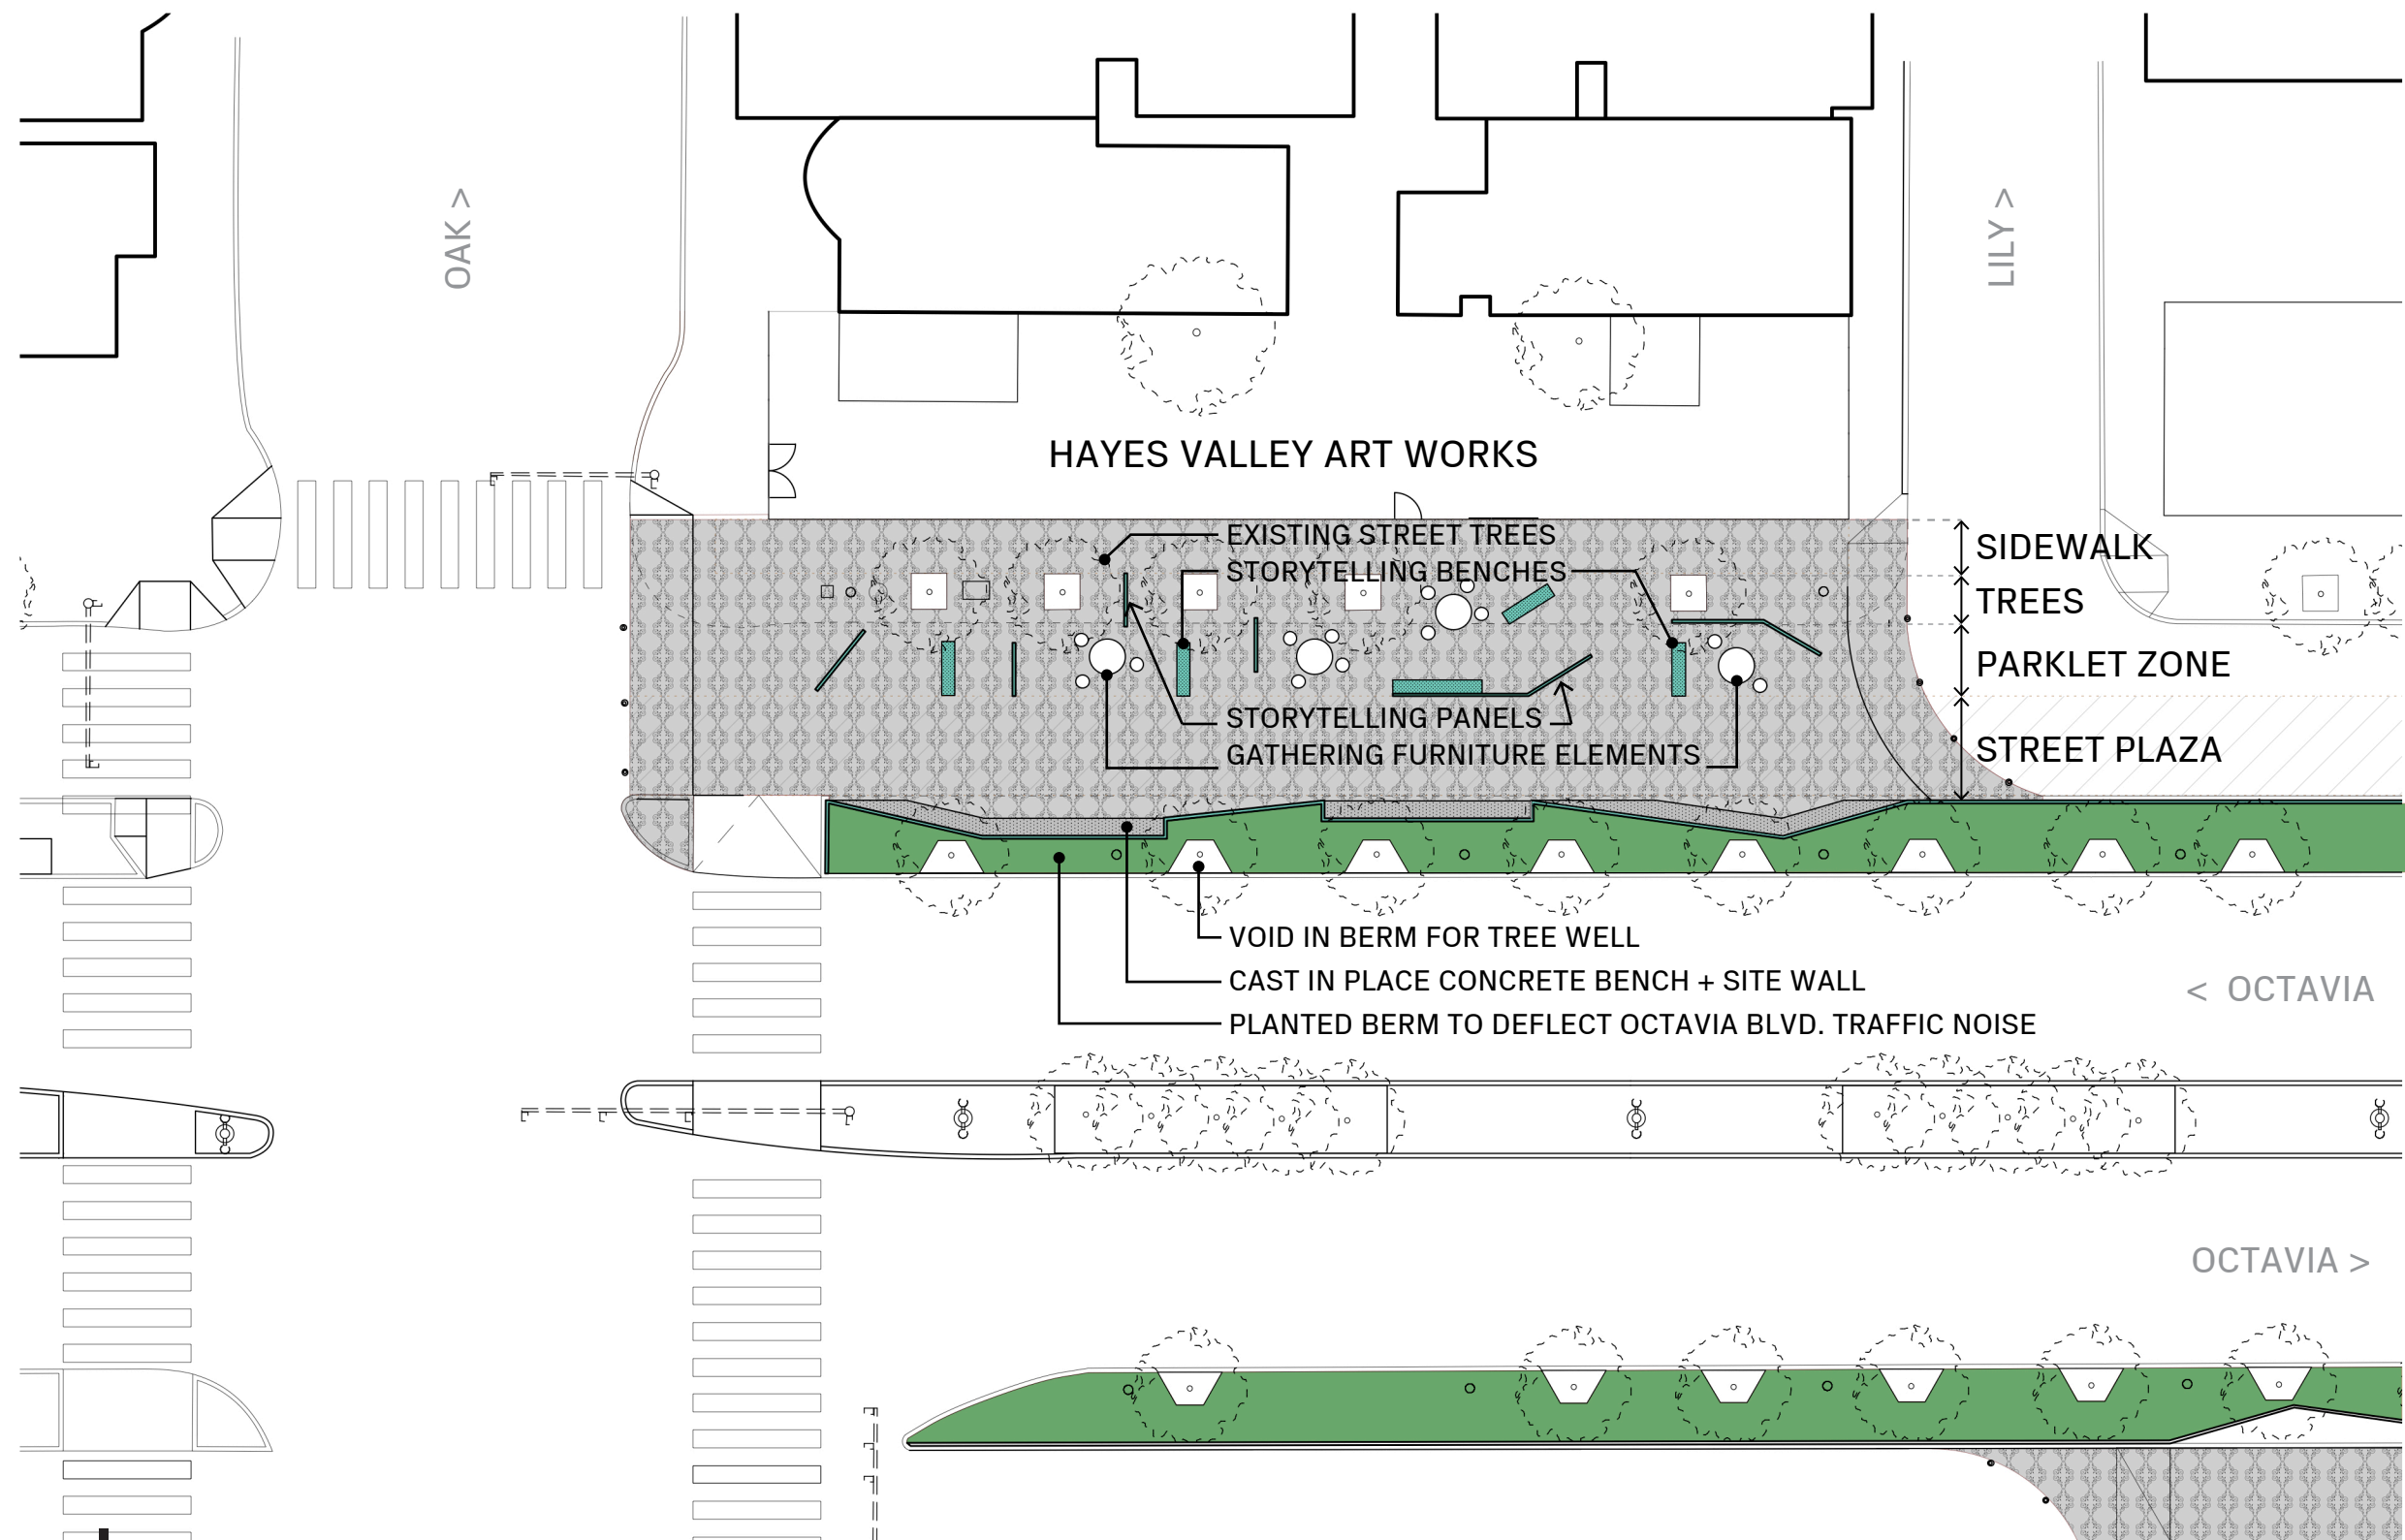 OAK >
LILY >
HAYES VALLEY ART WORKS
EXISTING STREET TREES
STORYTELLING BENCHES
SIDEWALK
TREES
PARKLET ZONE
STORYTELLING PANELS
GATHERING FURNITURE ELEMENTS
STREET PLAZA
VOID IN BERM FOR TREE WELL
CAST IN PLACE CONCRETE BENCH + SITE WALL
PLANTED BERM TO DEFLECT OCTAVIA BLVD. TRAFFIC NOISE
< OCTAVIA
OCTAVIA >